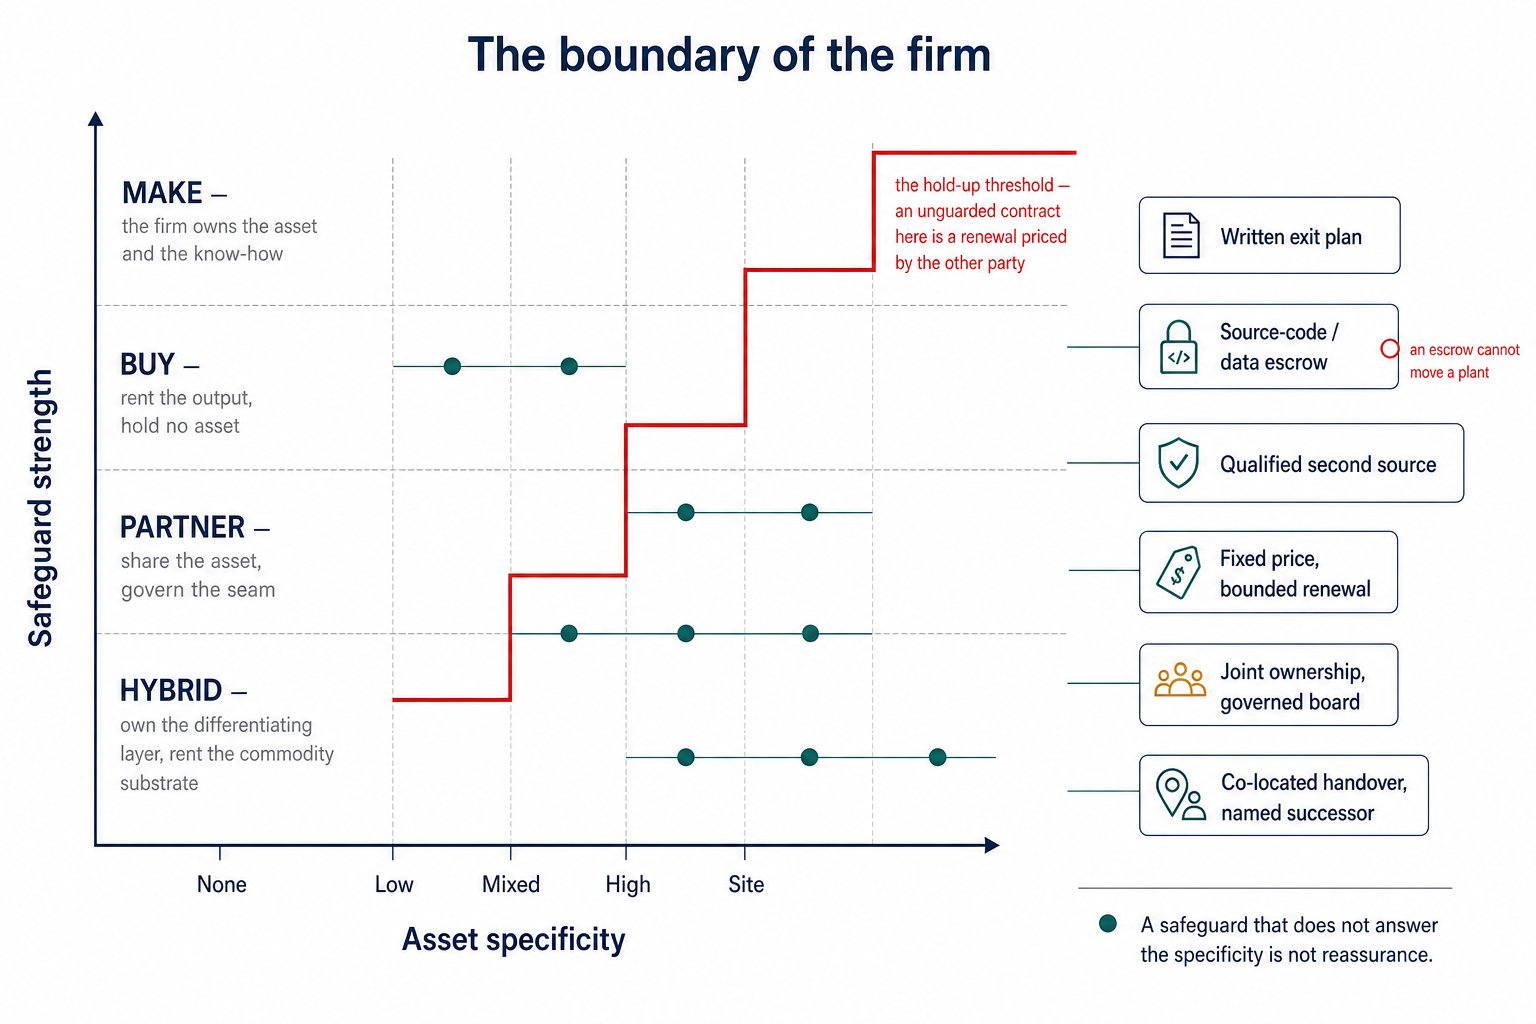 The boundary of the firm
Safeguard strength
MAKE –
the firm owns the asset
and the know-how
BUY –
rent the output,
hold no asset
PARTNER –
share the asset,
govern the seam
HYBRID –
own the differentiating
layer, rent the commodity
substrate
the hold-up threshold –
an unguarded contract
here is a renewal priced
by the other party
None
Low
Mixed
High
Site
Asset specificity
Written exit plan
</>
Source-code /
data escrow
an escrow cannot
move a plant
Qualified second source
$
Fixed price,
bounded renewal
Joint ownership,
governed board
Co-located handover,
named successor
A safeguard that does not answer
the specificity is not reassurance.